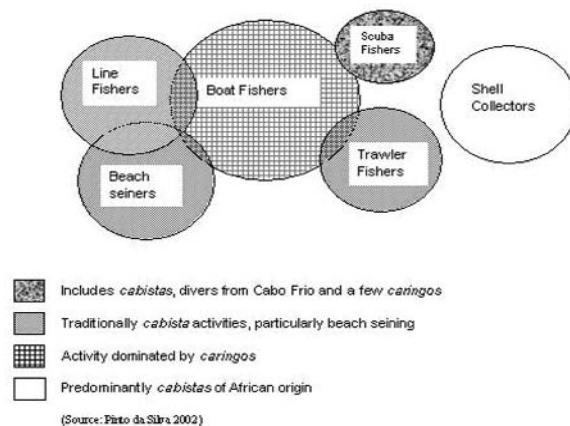 Scuba
Fishers
Line
Fishers
Boat Fishers
Shell
Collectors
Trawler
Fishers
Beach
seiners
Includes cabistas, divers from Cabo Frio and a few caringos
Traditionally cabista activities, particularly beach seining
Activity dominated by caringos
Predominantly cabistas of African origin
(Source: Pinto da Silva 2002)